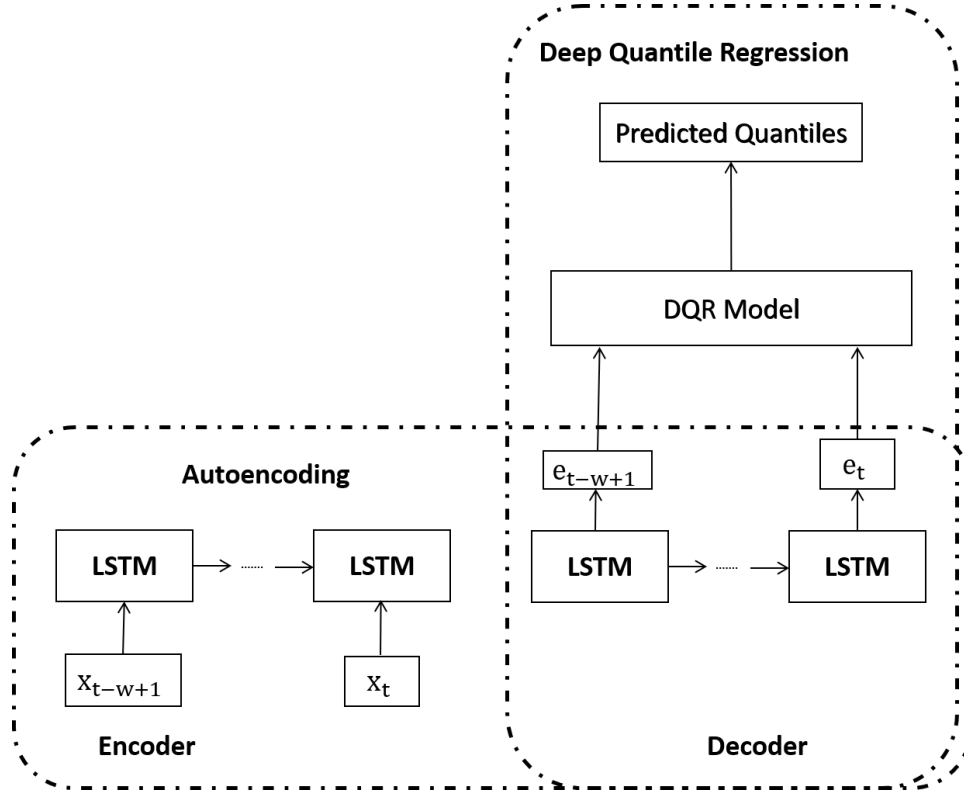 Deep Quantile Regression
Predicted Quantiles
DQR Model
Autoencoding
e_{t-w+1}
e_t
LSTM ...... LSTM
LSTM ...... LSTM
x_{t-w+1}
x_t
Encoder
Decoder